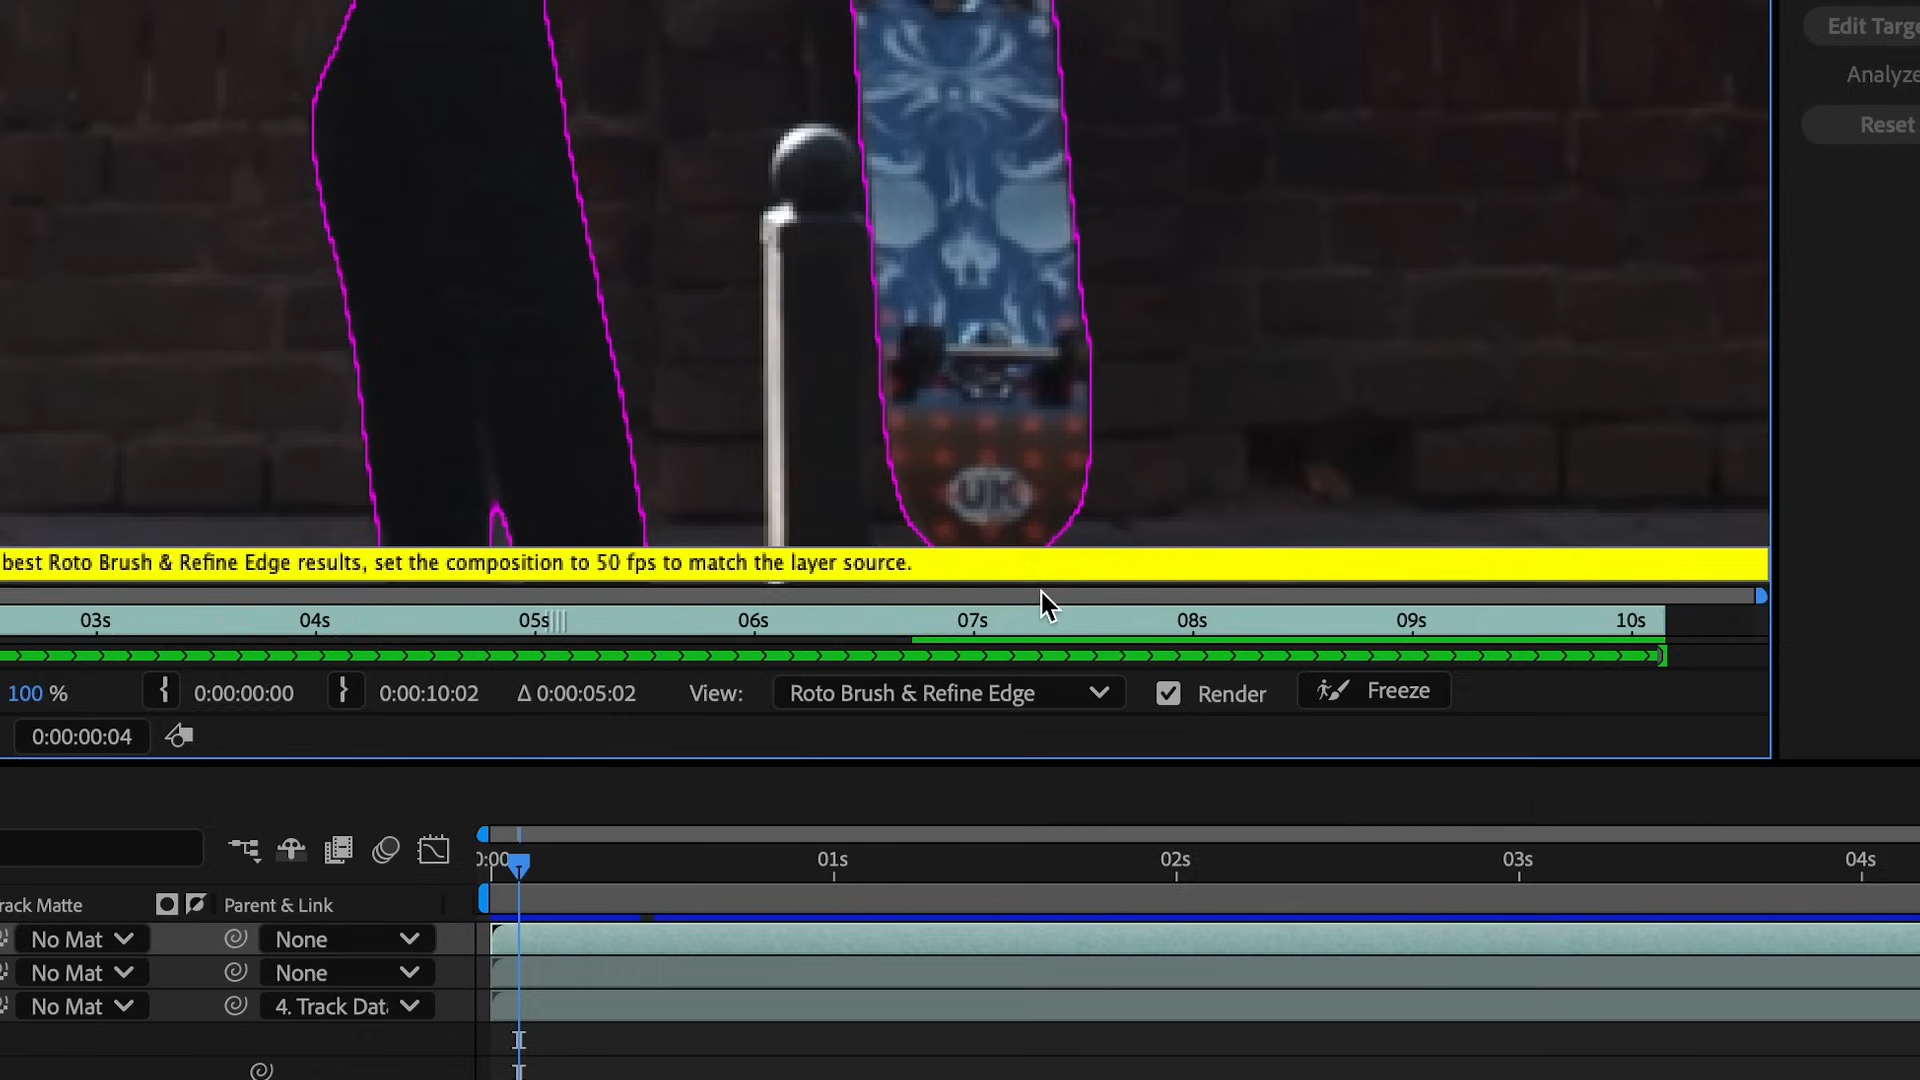 Edit Targe
Analyze
Reset
UK
best Roto Brush & Refine Edge results, set the composition to 50 fps to match the layer source.
03s 04s 05s 06s 07s 08s 09s 10s
100 % 0:00:00:00 0:00:10:02 Δ 0:00:05:02 View: Roto Brush & Refine Edge Render Freeze
0:00:00:04
0:00 01s 02s 03s 04s
rack Matte Parent & Link
No Mat None
No Mat None
No Mat 4. Track Dat